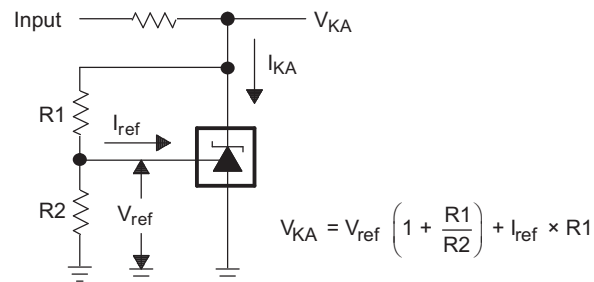 Input
V_KA
I_KA
R1
I_ref
R2
V_ref
V_KA = V_ref (1 + R1/R2) + I_ref × R1